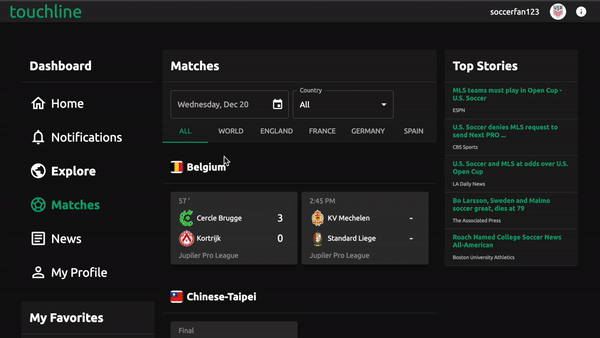 touchline
soccerfan123
Dashboard
Home
Notifications
Explore
Matches
News
My Profile
My Favorites
Matches
Wednesday, Dec 20
Country
All
ALL
WORLD
ENGLAND
FRANCE
GERMANY
SPAIN
Belgium
57 '
Cercle Brugge 3
Kortrijk 0
Jupiler Pro League
2:45 PM
KV Mechelen -
Standard Liege -
Jupiler Pro League
Chinese-Taipei
Final
Top Stories
MLS teams must play in Open Cup -
U.S. Soccer
ESPN
U.S. Soccer denies MLS request to
send Next PRO ...
CBS Sports
U.S. Soccer and MLS at odds over U.S.
Open Cup
LA Daily News
Bo Larsson, Sweden and Malmo
soccer great, dies at 79
The Associated Press
Roach Named College Soccer News
All-American
Boston University Athletics